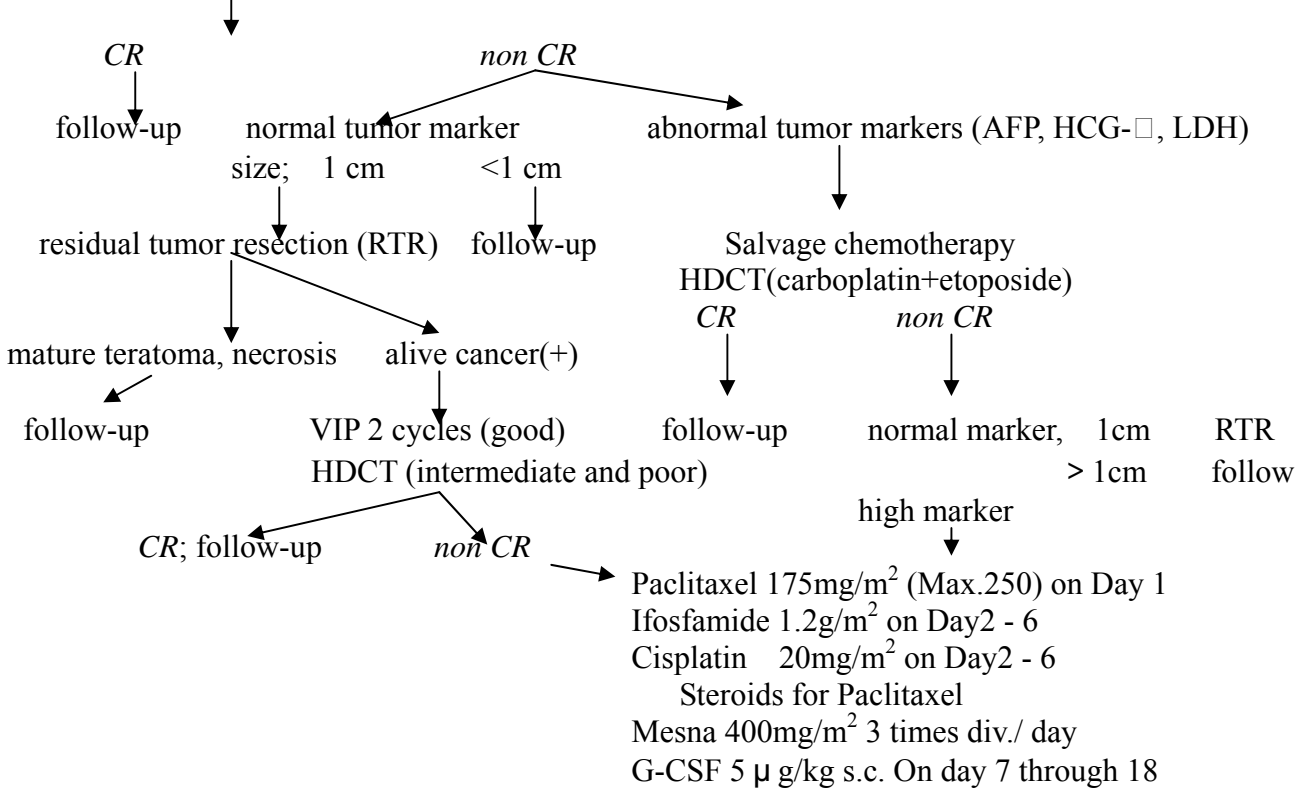 CR non CR
follow-up normal tumor marker abnormal tumor markers (AFP, HCG-□, LDH)
size; 1 cm <1 cm
residual tumor resection (RTR) follow-up Salvage chemotherapy
HDCT(carboplatin+etoposide)
CR non CR
mature teratoma, necrosis alive cancer(+)
follow-up VIP 2 cycles (good) follow-up normal marker, 1cm RTR
HDCT (intermediate and poor) > 1cm follow
high marker
CR; follow-up non CR
Paclitaxel 175mg/m² (Max.250) on Day 1
Ifosfamide 1.2g/m² on Day2 - 6
Cisplatin 20mg/m² on Day2 - 6
Steroids for Paclitaxel
Mesna 400mg/m² 3 times div./ day
G-CSF 5 μ g/kg s.c. On day 7 through 18